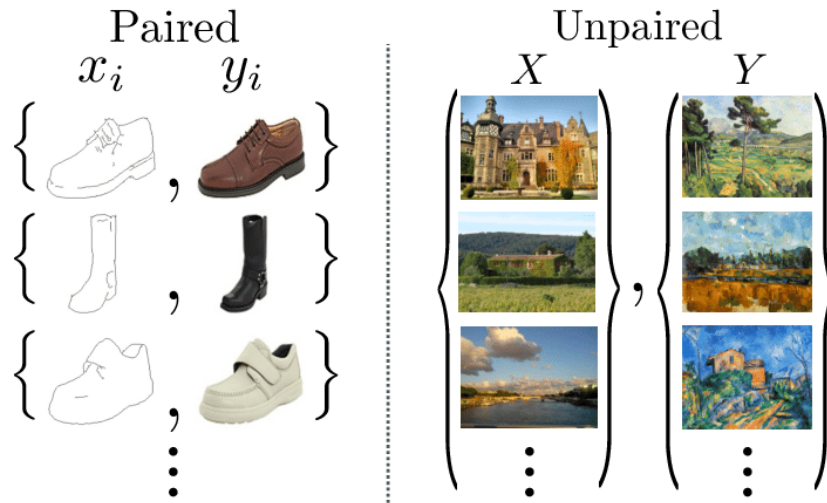 Paired
x_i y_i
{ , }
{ , }
{ , }
⋮
Unpaired
X Y
{ } , { }
⋮ ⋮